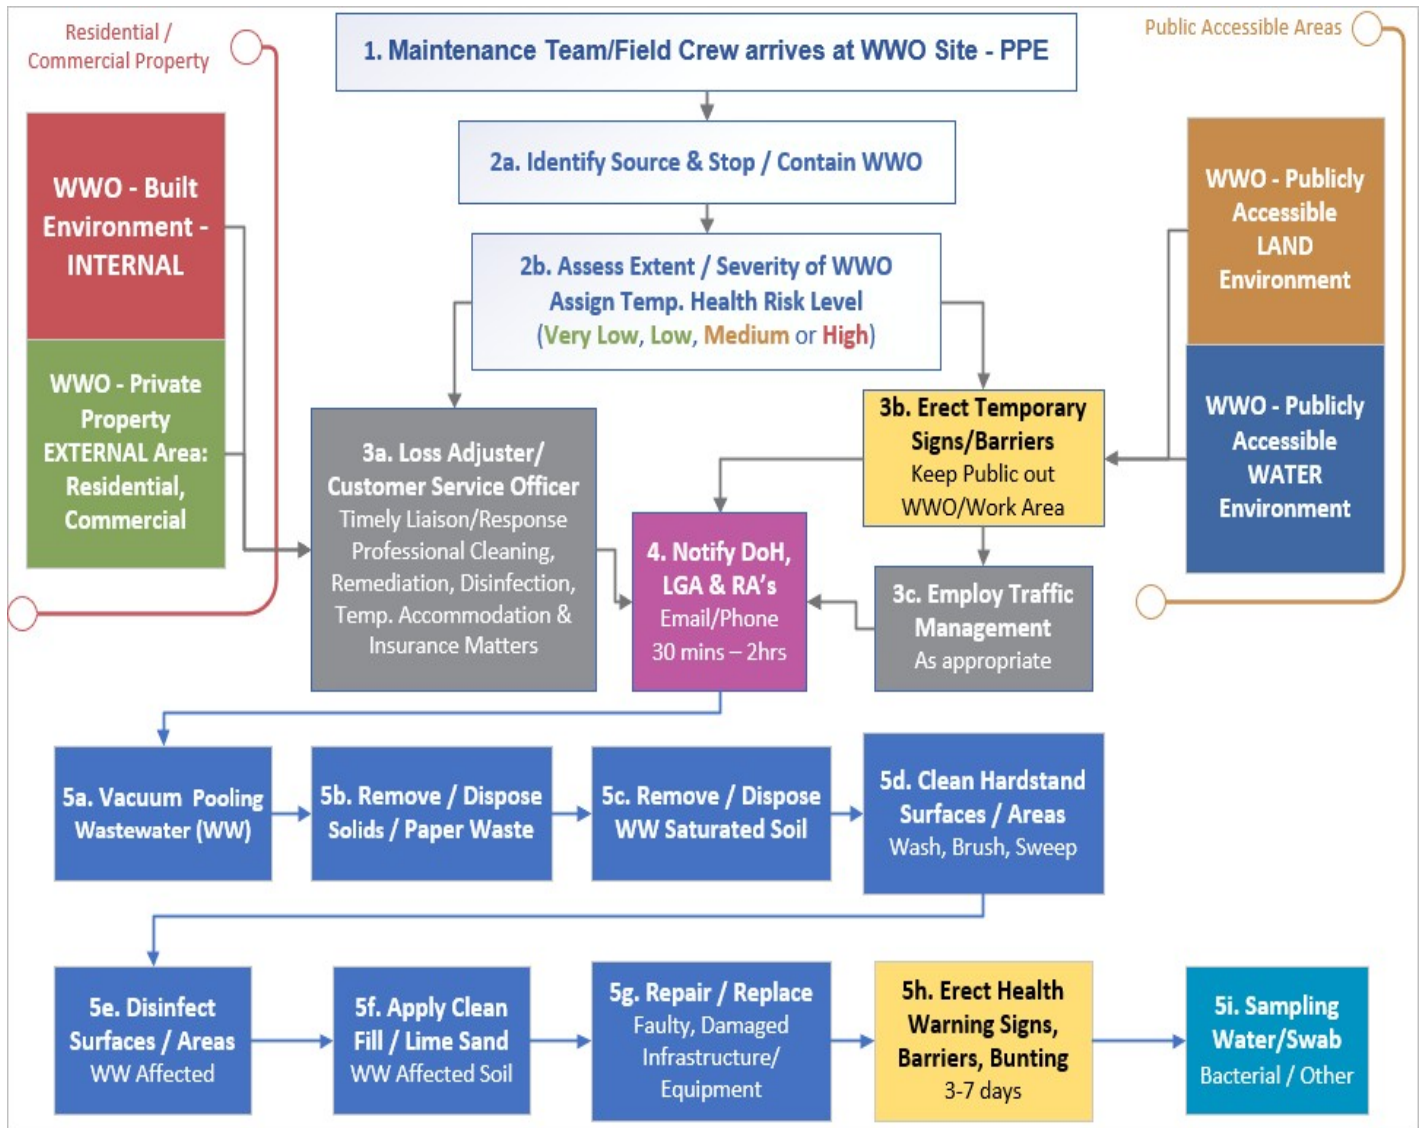 Residential /
Commercial Property
Public Accessible Areas
1. Maintenance Team/Field Crew arrives at WWO Site - PPE
2a. Identify Source & Stop / Contain WWO
2b. Assess Extent / Severity of WWO
Assign Temp. Health Risk Level
(Very Low, Low, Medium or High)
WWO - Built
Environment -
INTERNAL
WWO - Private
Property
EXTERNAL Area:
Residential,
Commercial
WWO - Publicly
Accessible
LAND
Environment
WWO - Publicly
Accessible
WATER
Environment
3a. Loss Adjuster/
Customer Service Officer
Timely Liaison/Response
Professional Cleaning,
Remediation, Disinfection,
Temp. Accommodation &
Insurance Matters
3b. Erect Temporary
Signs/Barriers
Keep Public out
WWO/Work Area
3c. Employ Traffic
Management
As appropriate
4. Notify DoH,
LGA & RA's
Email/Phone
30 mins – 2hrs
5a. Vacuum Pooling
Wastewater (WW)
5b. Remove / Dispose
Solids / Paper Waste
5c. Remove / Dispose
WW Saturated Soil
5d. Clean Hardstand
Surfaces / Areas
Wash, Brush, Sweep
5e. Disinfect
Surfaces / Areas
WW Affected
5f. Apply Clean
Fill / Lime Sand
WW Affected Soil
5g. Repair / Replace
Faulty, Damaged
Infrastructure/
Equipment
5h. Erect Health
Warning Signs,
Barriers, Bunting
3-7 days
5i. Sampling
Water/Swab
Bacterial / Other